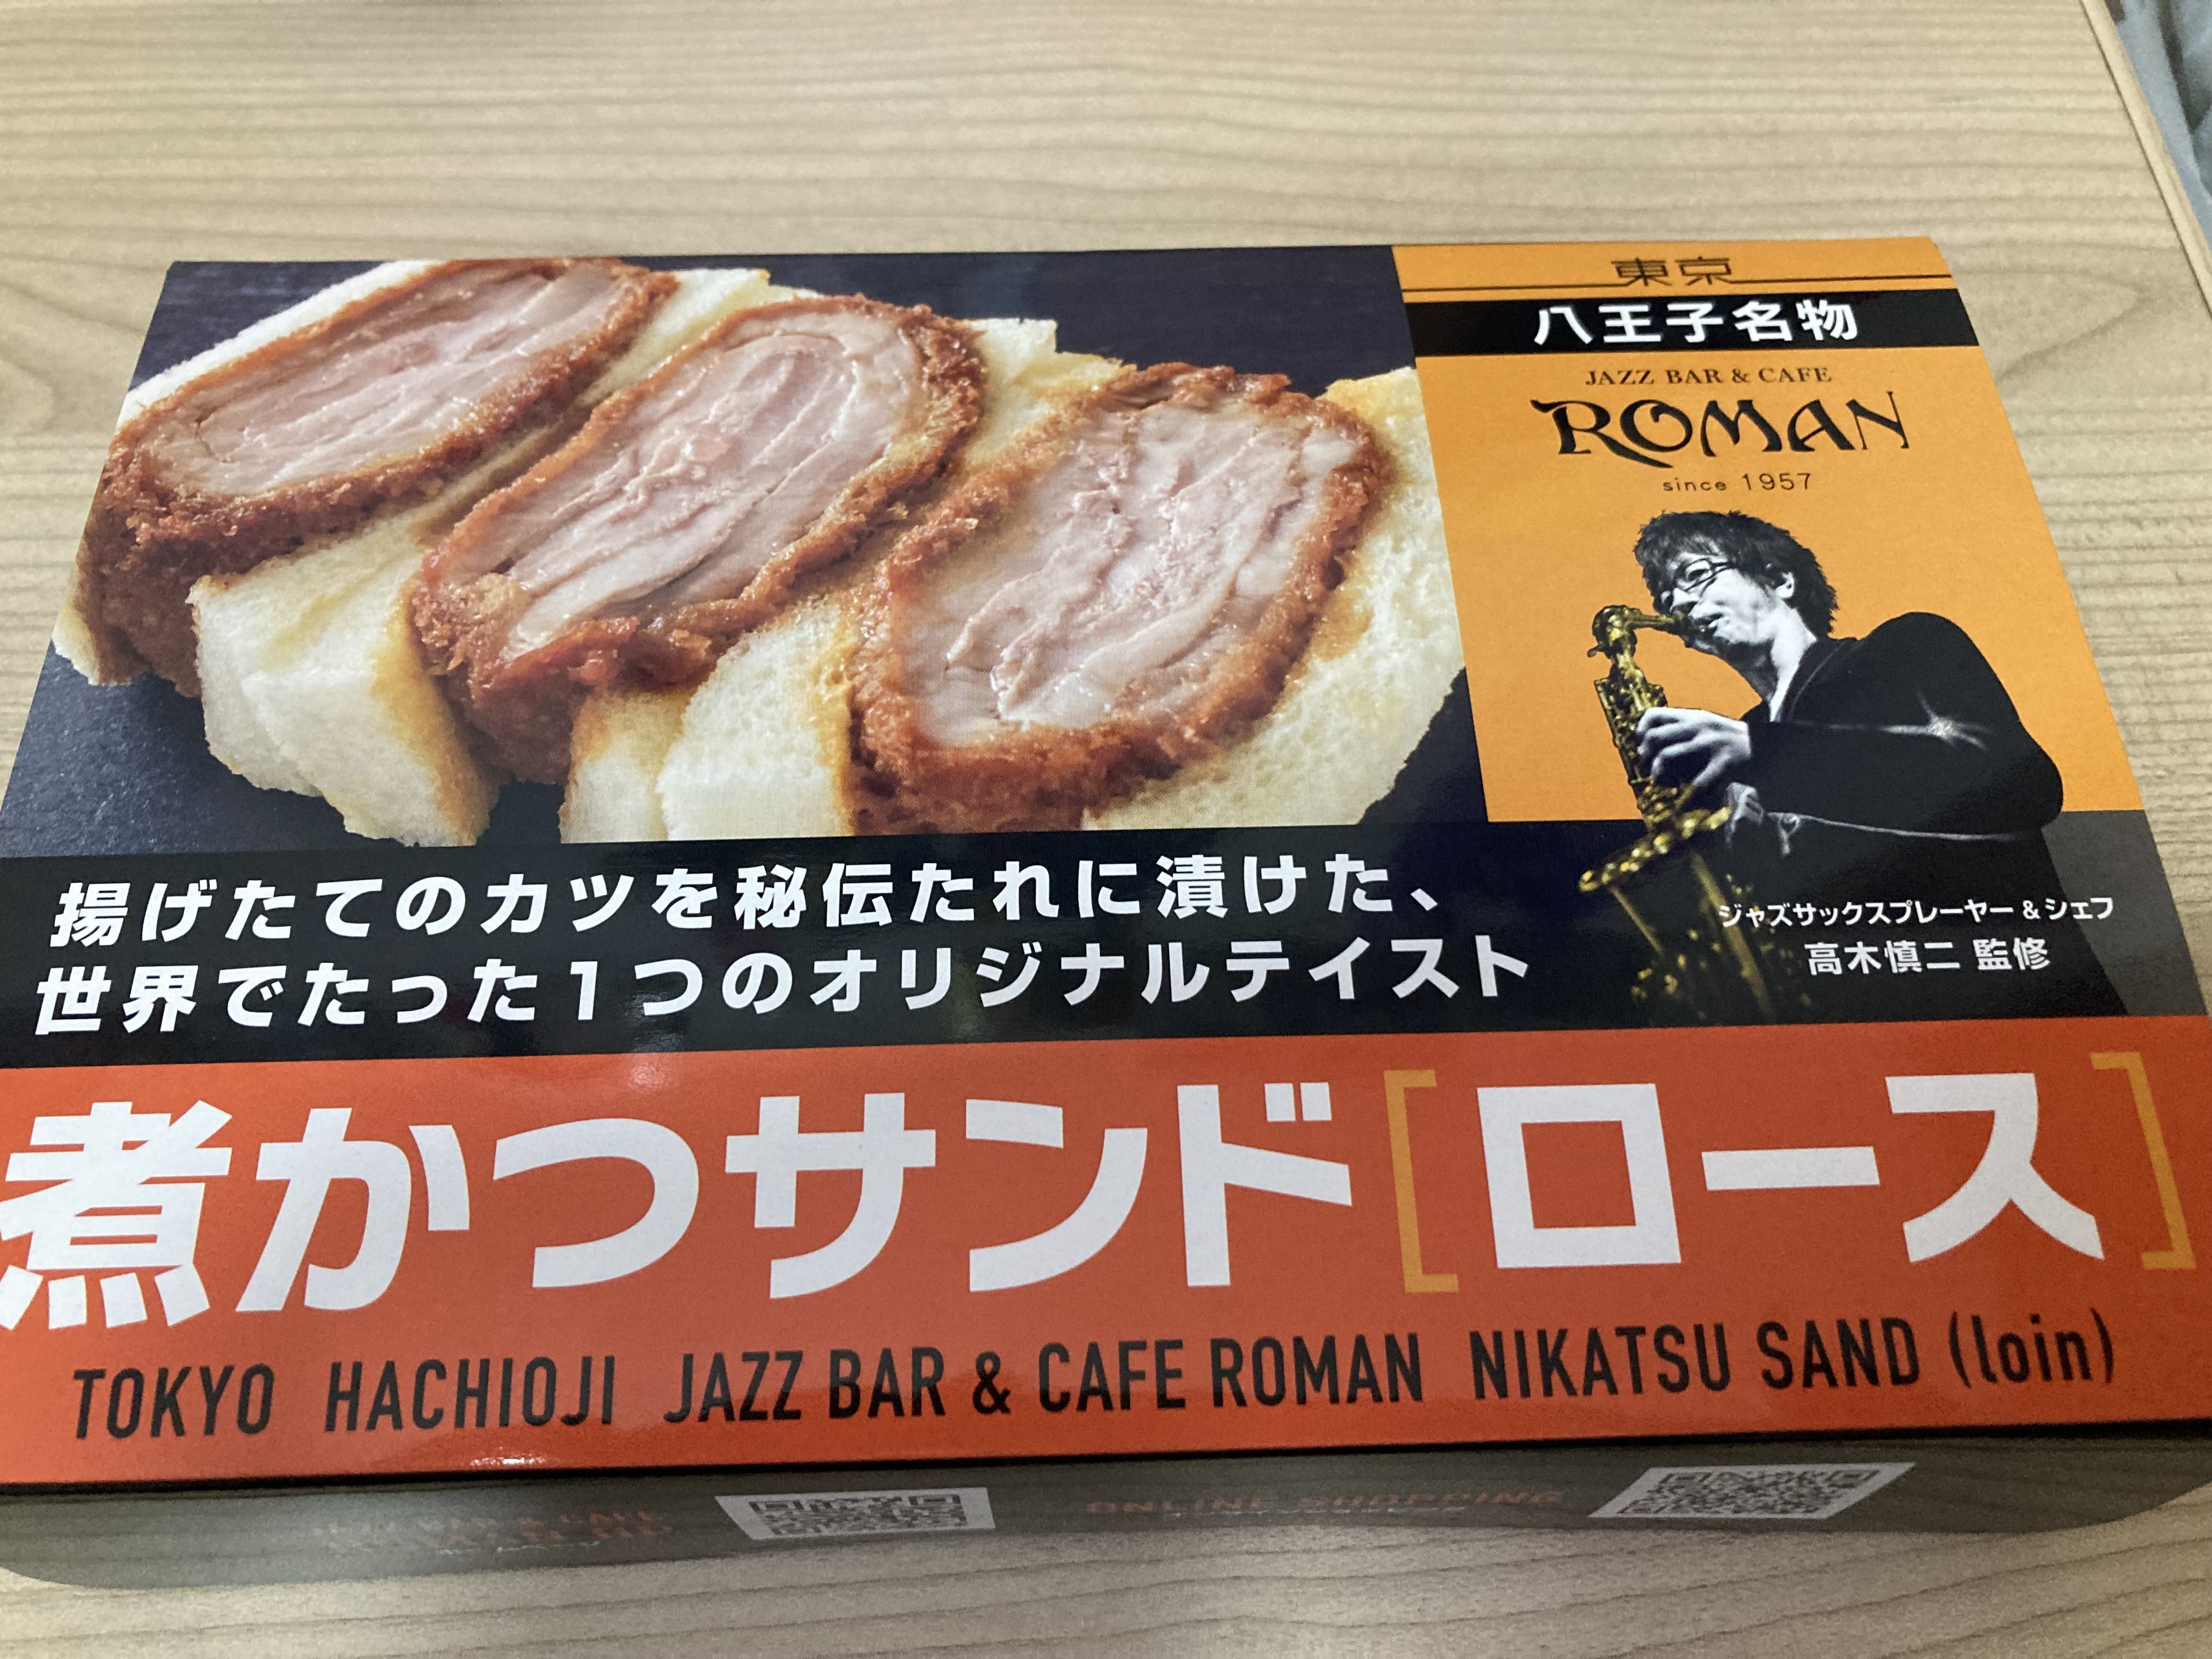 東京
八王子名物
JAZZ BAR & CAFE
ROMAN
since 1957
揚げたてのカツを秘伝たれに漬けた、
世界でたった1つのオリジナルテイスト
ジャズサックスプレーヤー&シェフ
高木慎二 監修
煮かつサンド[ロース]
TOKYO HACHIOJI JAZZ BAR & CAFE ROMAN NIKATSU SAND (loin)
ONLINE SHOPPING